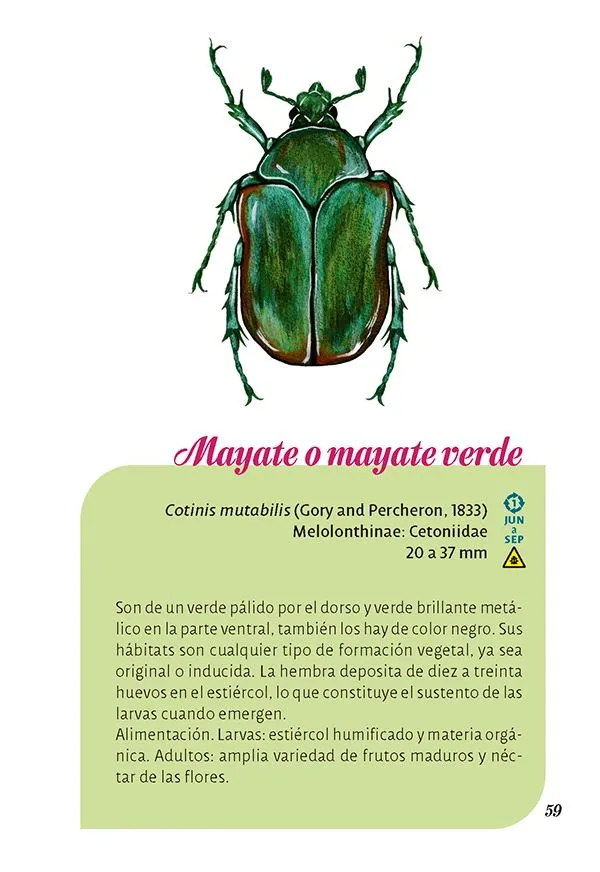 Mayate o mayate verde
Cotinis mutabilis (Gory and Percheron, 1833)
Melolonthinae: Cetoniidae
20 a 37 mm
1
JUN
a
SEP
Son de un verde pálido por el dorso y verde brillante metá-
lico en la parte ventral, también los hay de color negro. Sus
hábitats son cualquier tipo de formación vegetal, ya sea
original o inducida. La hembra deposita de diez a treinta
huevos en el estiércol, lo que constituye el sustento de las
larvas cuando emergen.
Alimentación. Larvas: estiércol humificado y materia orgá-
nica. Adultos: amplia variedad de frutos maduros y néc-
tar de las flores.
59